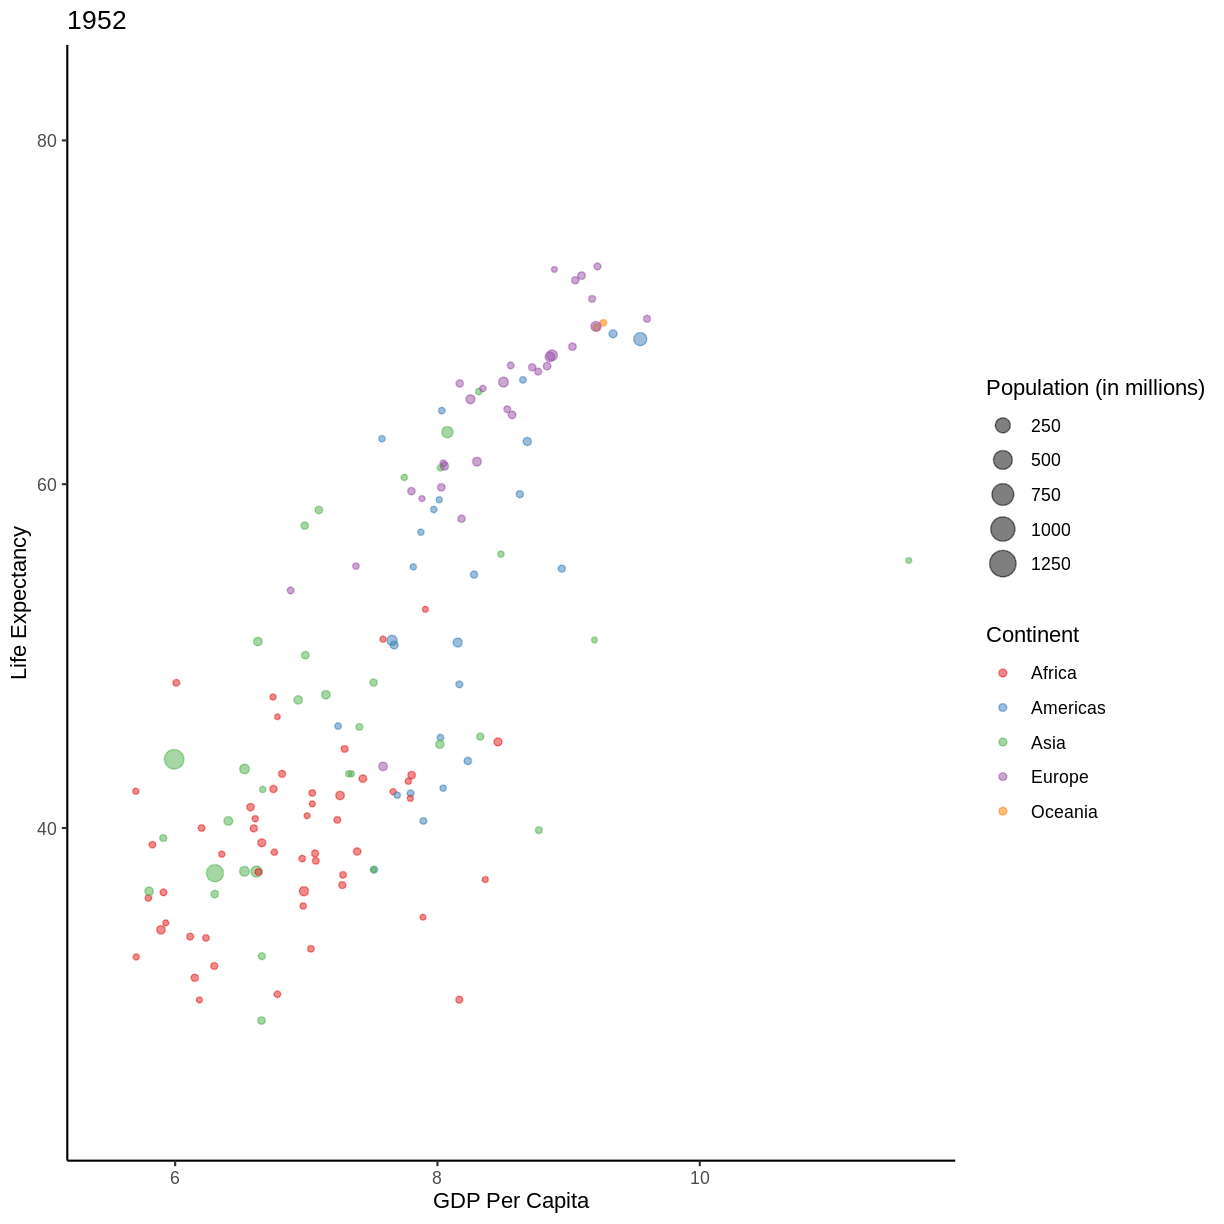 1952
80
60
40
Life Expectancy
6
8
10
GDP Per Capita
Population (in millions)
250
500
750
1000
1250
Continent
Africa
Americas
Asia
Europe
Oceania